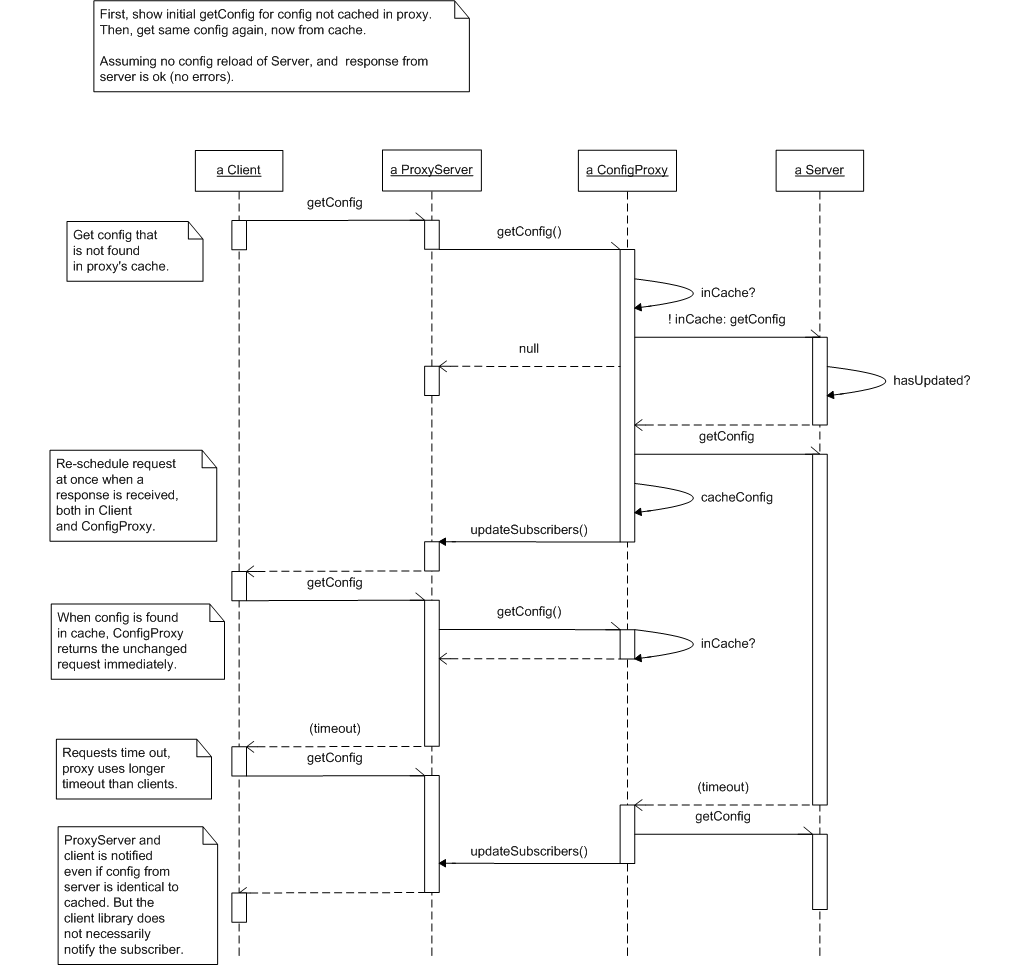 First, show initial getConfig for config not cached in proxy.
Then, get same config again, now from cache.
Assuming no config reload of Server, and  response from
server is ok (no errors).
a Client
a ProxyServer
a ConfigProxy
a Server
getConfig
Get config that
is not found
in proxy's cache.
getConfig()
inCache?
! inCache: getConfig
null
hasUpdated?
getConfig
Re-schedule request
at once when a
response is received,
both in Client
and ConfigProxy.
cacheConfig
updateSubscribers()
getConfig
When config is found
in cache, ConfigProxy
returns the unchanged
request immediately.
getConfig()
inCache?
(timeout)
getConfig
Requests time out,
proxy uses longer
timeout than clients.
(timeout)
getConfig
ProxyServer and
client is notified
even if config from
server is identical to
cached. But the
client library does
not necessarily
notify the subscriber.
updateSubscribers()